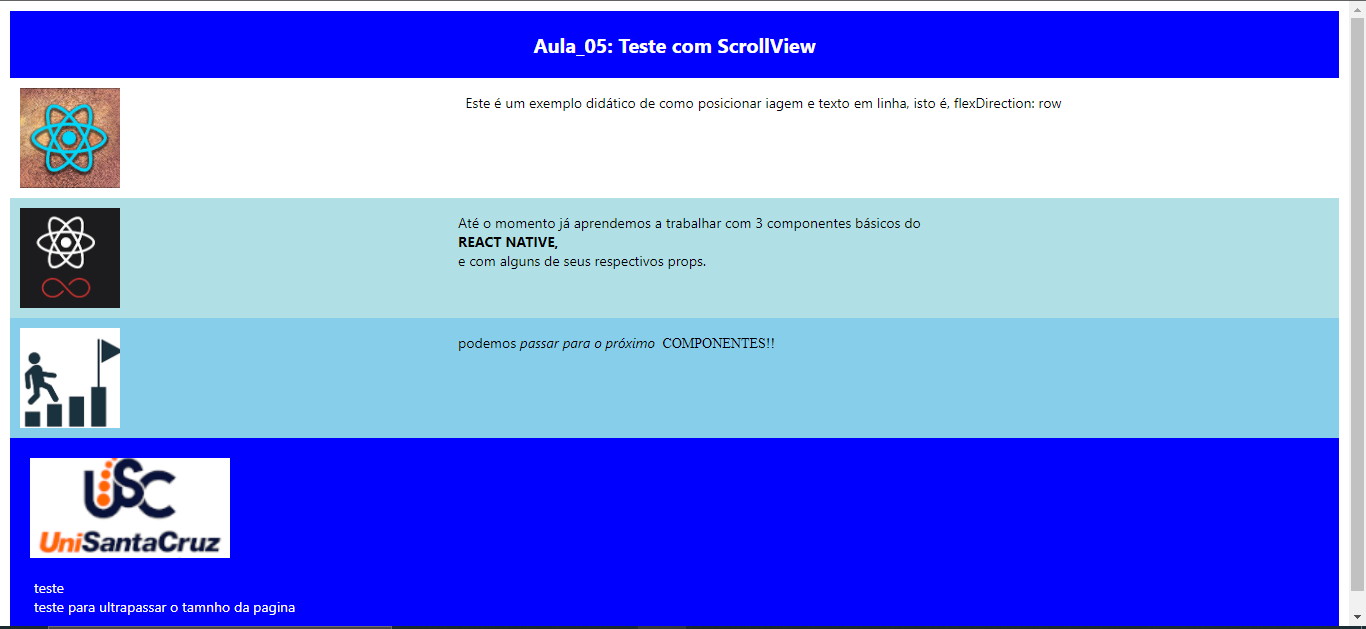 Aula_05: Teste com ScrollView
Este é um exemplo didático de como posicionar iagem e texto em linha, isto é, flexDirection: row
Até o momento já aprendemos a trabalhar com 3 componentes básicos do
REACT NATIVE,
e com alguns de seus respectivos props.
podemos passar para o próximo COMPONENTES!!
USC
UniSantaCruz
teste
teste para ultrapassar o tamnho da pagina